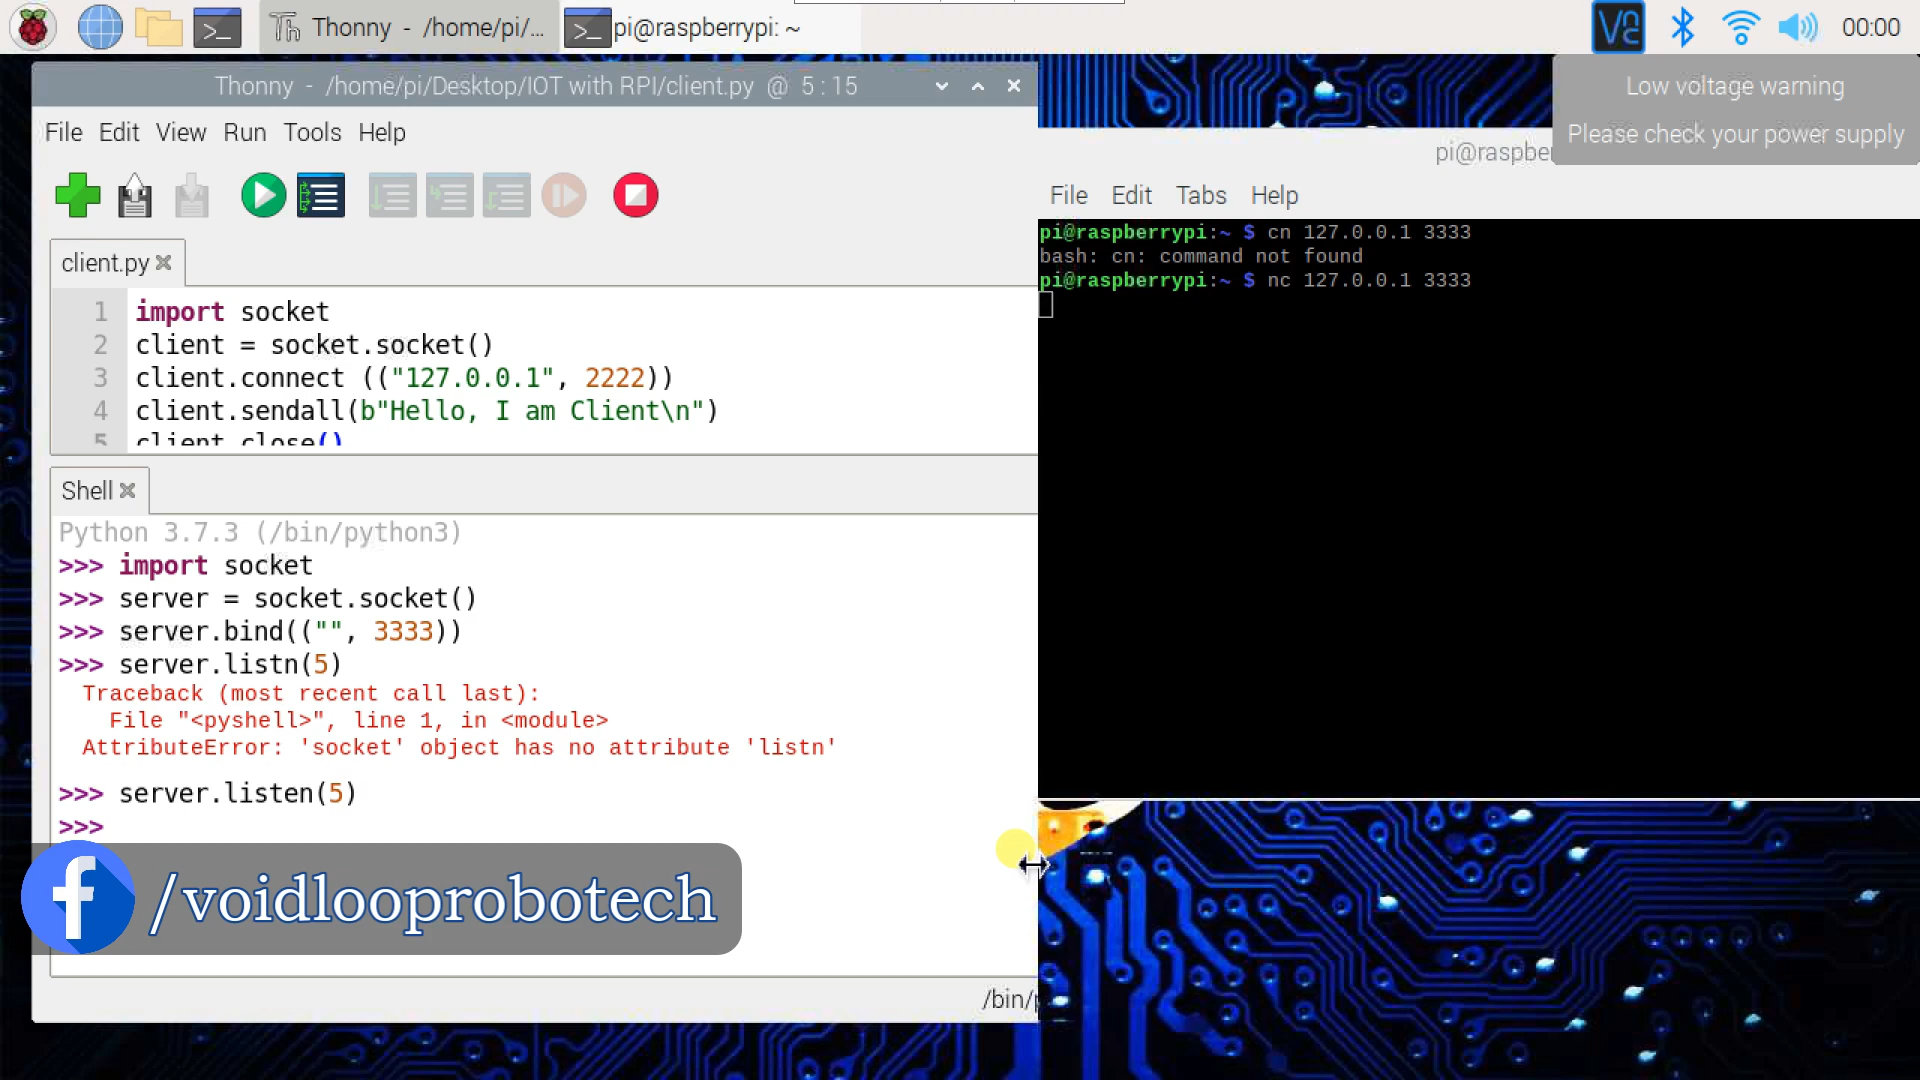 Thonny - /home/pi/...
pi@raspberrypi: ~
VNC
00:00
Thonny - /home/pi/Desktop/IOT with RPI/client.py @ 5 : 15
Low voltage warning
Please check your power supply
File Edit View Run Tools Help
client.py
1 import socket
2 client = socket.socket()
3 client.connect (("127.0.0.1", 2222))
4 client.sendall(b"Hello, I am Client\n")
5 client.close()
Shell
Python 3.7.3 (/bin/python3)
>>> import socket
>>> server = socket.socket()
>>> server.bind(("", 3333))
>>> server.listn(5)
Traceback (most recent call last):
File "<pyshell>", line 1, in <module>
AttributeError: 'socket' object has no attribute 'listn'
>>> server.listen(5)
>>>
/voidlooprobotech
/bin/
File Edit Tabs Help
pi@raspberrypi:~ $ cn 127.0.0.1 3333
bash: cn: command not found
pi@raspberrypi:~ $ nc 127.0.0.1 3333